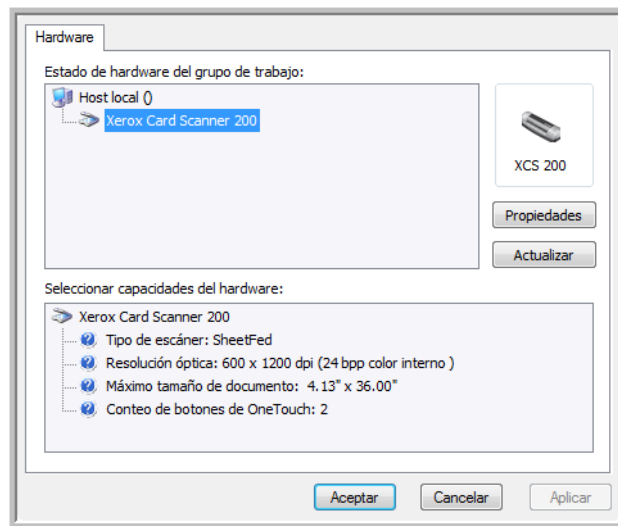 Hardware
Estado de hardware del grupo de trabajo:
Host local ()
Xerox Card Scanner 200
XCS 200
Propiedades
Actualizar
Seleccionar capacidades del hardware:
Xerox Card Scanner 200
Tipo de escáner: SheetFed
Resolución óptica: 600 x 1200 dpi (24 bpp color interno )
Máximo tamaño de documento:  4.13" x 36.00"
Conteo de botones de OneTouch: 2
Aceptar
Cancelar
Aplicar